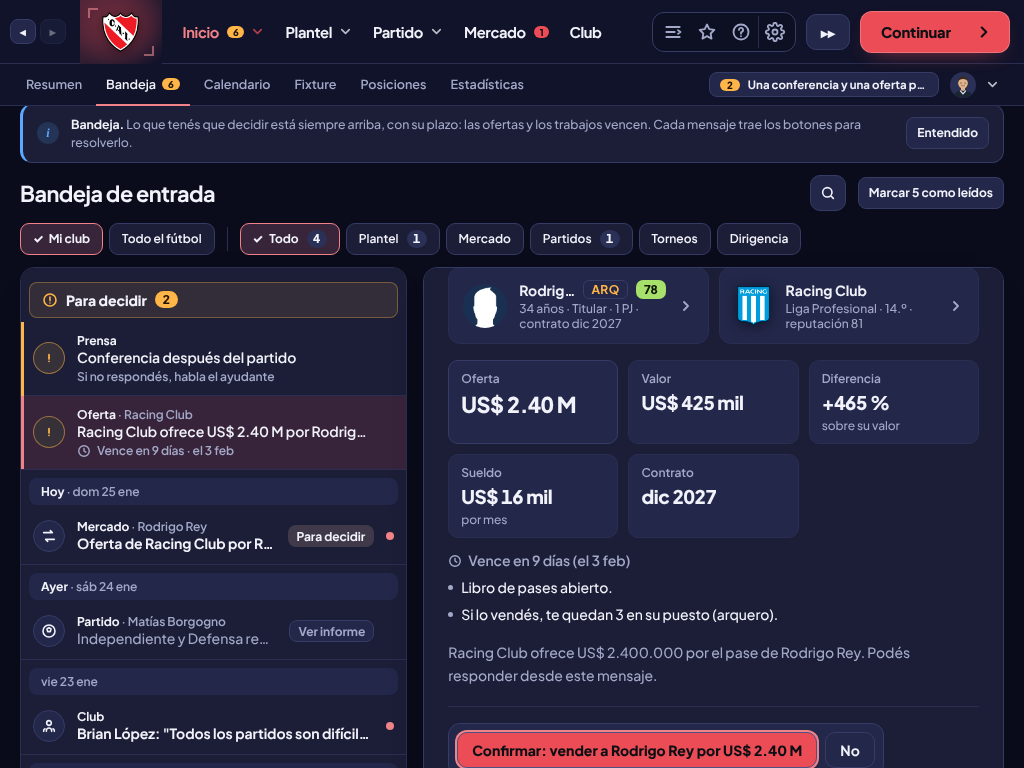 Inicio 6 Plantel Partido Mercado 1 Club Continuar
Resumen Bandeja 6 Calendario Fixture Posiciones Estadísticas 2 Una conferencia y una oferta p...
Bandeja. Lo que tenés que decidir está siempre arriba, con su plazo: las ofertas y los trabajos vencen. Cada mensaje trae los botones para
resolverlo.
Entendido
Bandeja de entrada
Marcar 5 como leídos
Mi club Todo el fútbol Todo 4 Plantel 1 Mercado Partidos 1 Torneos Dirigencia
! Para decidir 2
Prensa
! Conferencia después del partido
Si no respondés, habla el ayudante
Oferta · Racing Club
! Racing Club ofrece US$ 2.40 M por Rodrig...
Vence en 9 días · el 3 feb
Hoy · dom 25 ene
Mercado · Rodrigo Rey
Oferta de Racing Club por R...
Para decidir
Ayer · sáb 24 ene
Partido · Matías Borgogno
Independiente y Defensa re...
Ver informe
vie 23 ene
Club
Brian López: "Todos los partidos son difícil...
Rodrig... ARQ 78
34 años · Titular · 1 PJ ·
contrato dic 2027
RACING
Racing Club
Liga Profesional · 14.º ·
reputación 81
Oferta
US$ 2.40 M
Valor
US$ 425 mil
Diferencia
+465 %
sobre su valor
Sueldo
US$ 16 mil
por mes
Contrato
dic 2027
Vence en 9 días (el 3 feb)
• Libro de pases abierto.
• Si lo vendés, te quedan 3 en su puesto (arquero).
Racing Club ofrece US$ 2.400.000 por el pase de Rodrigo Rey. Podés
responder desde este mensaje.
Confirmar: vender a Rodrigo Rey por US$ 2.40 M No